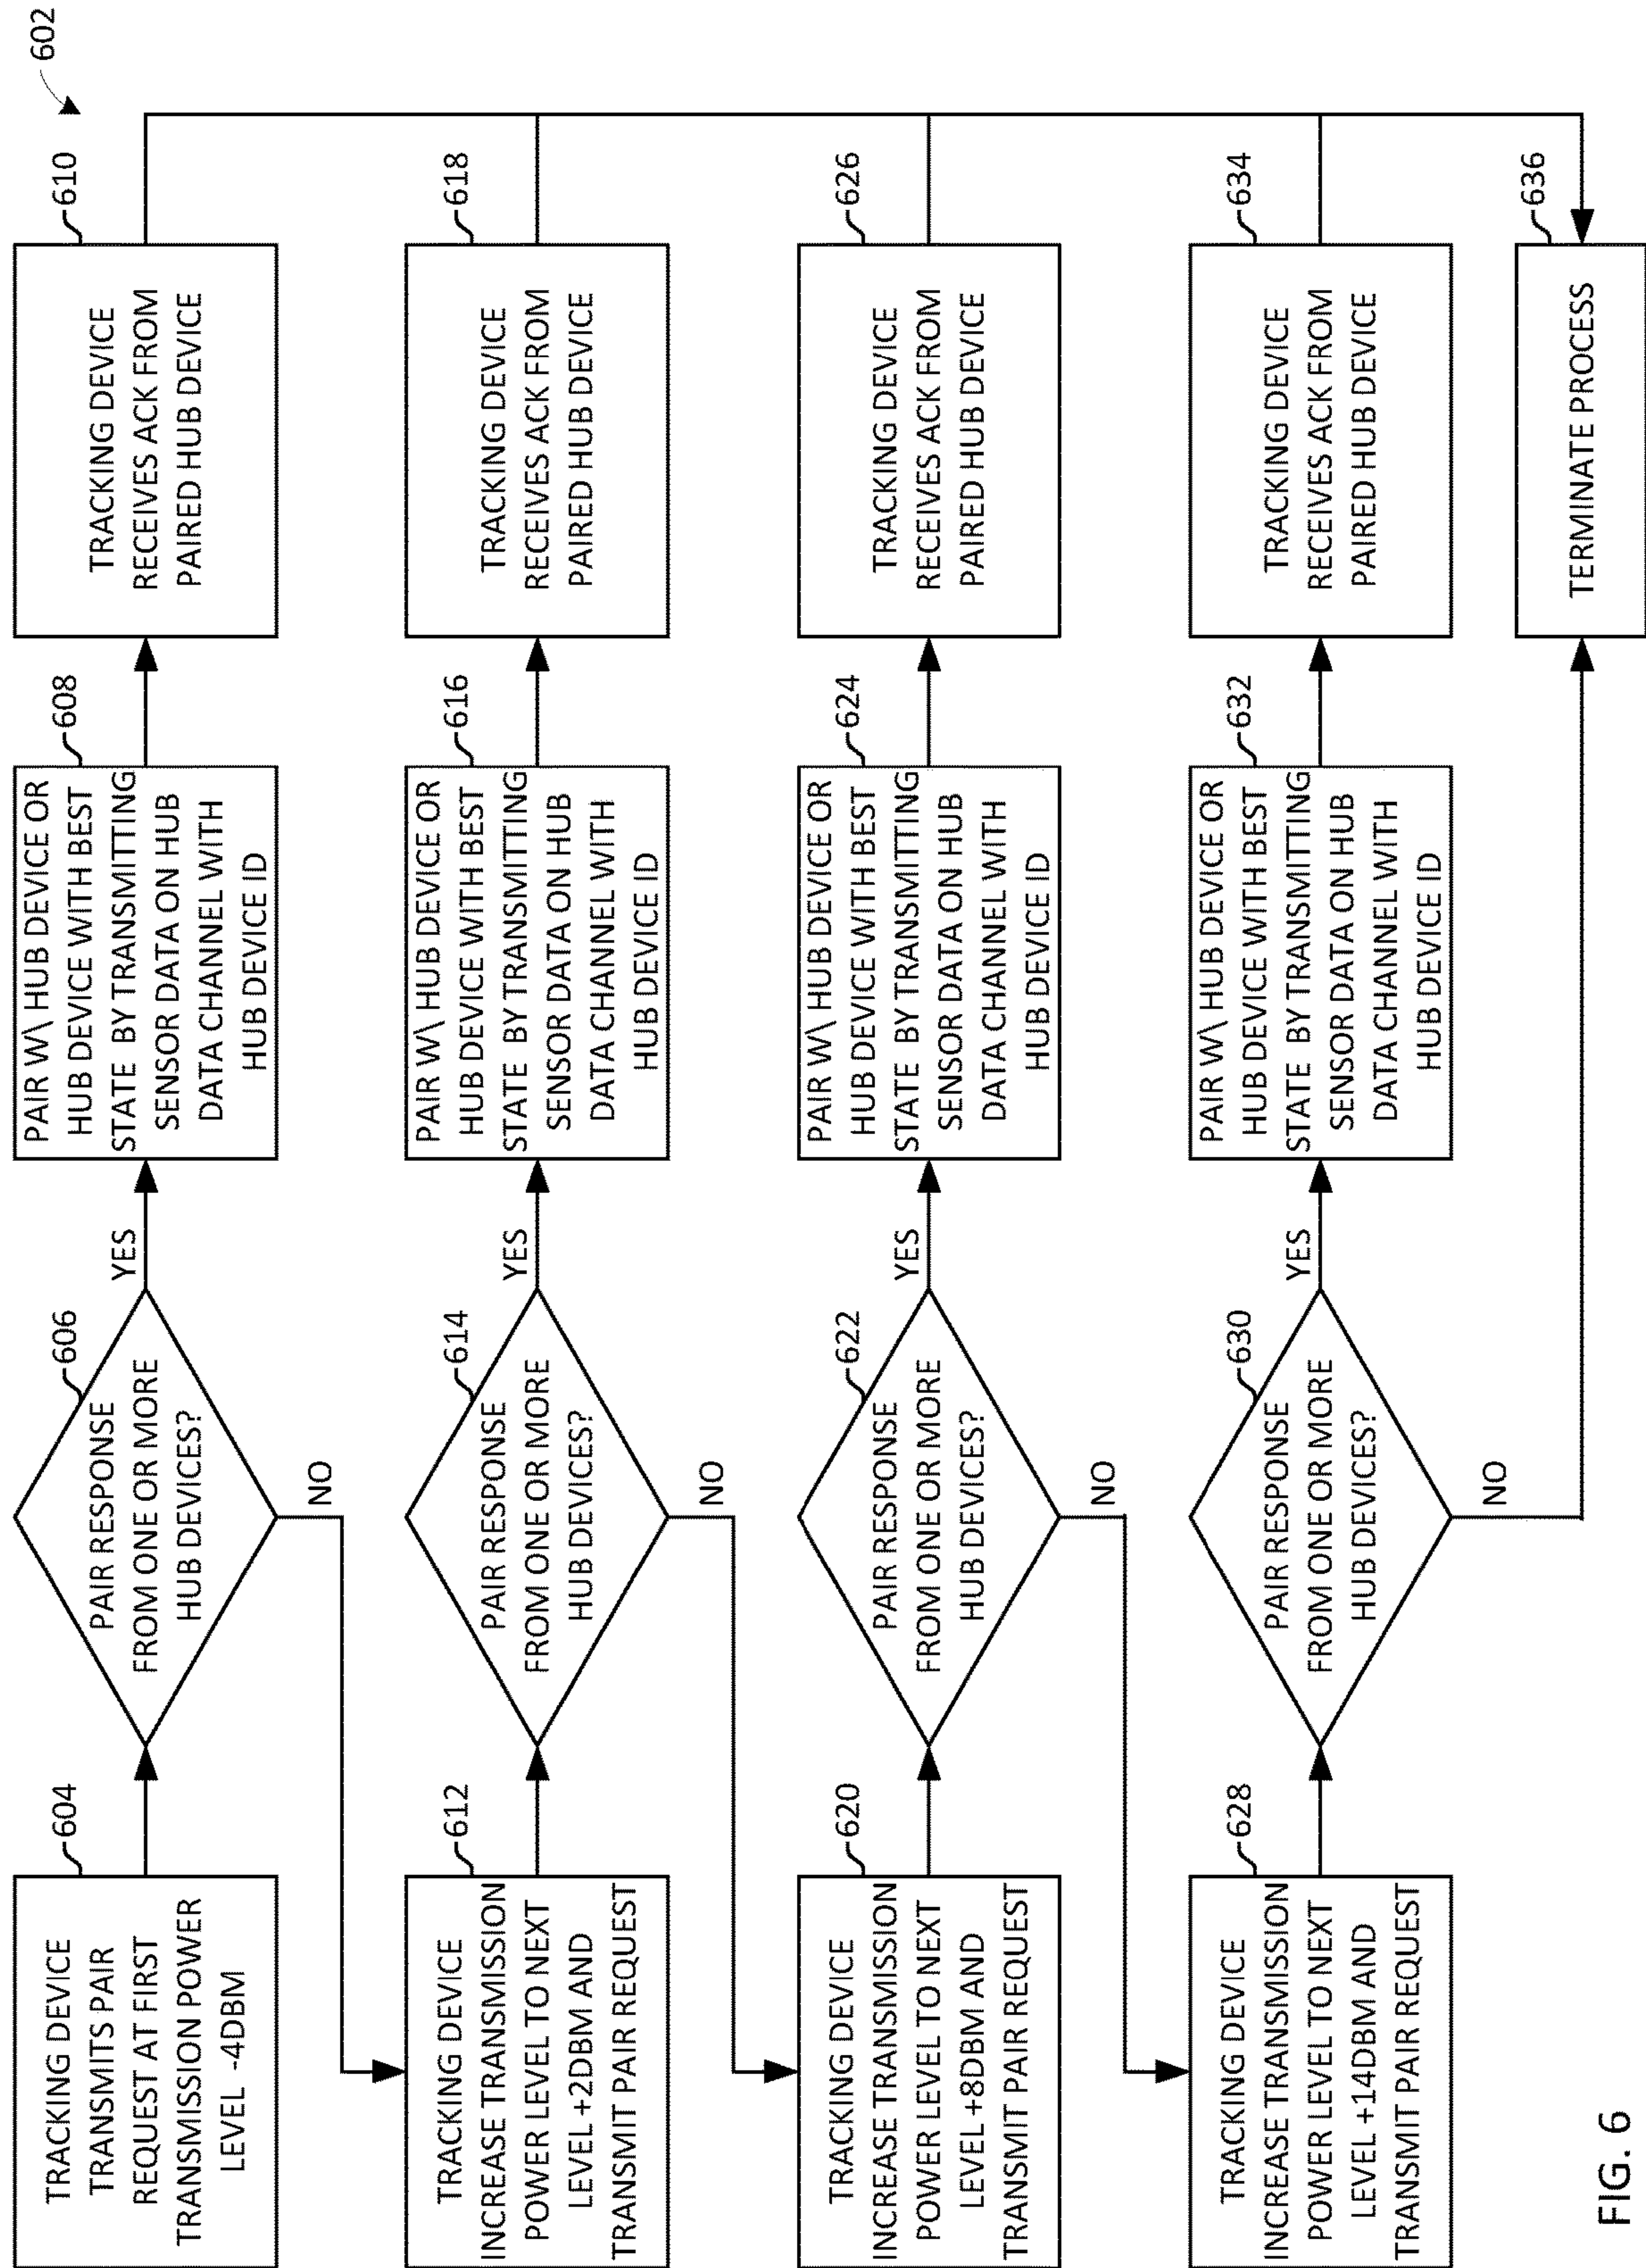 602
604
TRACKING DEVICE
TRANSMITS PAIR
REQUEST AT FIRST
TRANSMISSION POWER
LEVEL -4DBM
606
PAIR RESPONSE
FROM ONE OR MORE
HUB DEVICES?
YES
NO
608
PAIR W\ HUB DEVICE OR
HUB DEVICE WITH BEST
STATE BY TRANSMITTING
SENSOR DATA ON HUB
DATA CHANNEL WITH
HUB DEVICE ID
610
TRACKING DEVICE
RECEIVES ACK FROM
PAIRED HUB DEVICE
612
TRACKING DEVICE
INCREASE TRANSMISSION
POWER LEVEL TO NEXT
LEVEL +2DBM AND
TRANSMIT PAIR REQUEST
614
PAIR RESPONSE
FROM ONE OR MORE
HUB DEVICES?
YES
NO
616
PAIR W\ HUB DEVICE OR
HUB DEVICE WITH BEST
STATE BY TRANSMITTING
SENSOR DATA ON HUB
DATA CHANNEL WITH
HUB DEVICE ID
618
TRACKING DEVICE
RECEIVES ACK FROM
PAIRED HUB DEVICE
620
TRACKING DEVICE
INCREASE TRANSMISSION
POWER LEVEL TO NEXT
LEVEL +8DBM AND
TRANSMIT PAIR REQUEST
622
PAIR RESPONSE
FROM ONE OR MORE
HUB DEVICES?
YES
NO
624
PAIR W\ HUB DEVICE OR
HUB DEVICE WITH BEST
STATE BY TRANSMITTING
SENSOR DATA ON HUB
DATA CHANNEL WITH
HUB DEVICE ID
626
TRACKING DEVICE
RECEIVES ACK FROM
PAIRED HUB DEVICE
628
TRACKING DEVICE
INCREASE TRANSMISSION
POWER LEVEL TO NEXT
LEVEL +14DBM AND
TRANSMIT PAIR REQUEST
630
PAIR RESPONSE
FROM ONE OR MORE
HUB DEVICES?
YES
NO
632
PAIR W\ HUB DEVICE OR
HUB DEVICE WITH BEST
STATE BY TRANSMITTING
SENSOR DATA ON HUB
DATA CHANNEL WITH
HUB DEVICE ID
634
TRACKING DEVICE
RECEIVES ACK FROM
PAIRED HUB DEVICE
636
TERMINATE PROCESS
FIG. 6